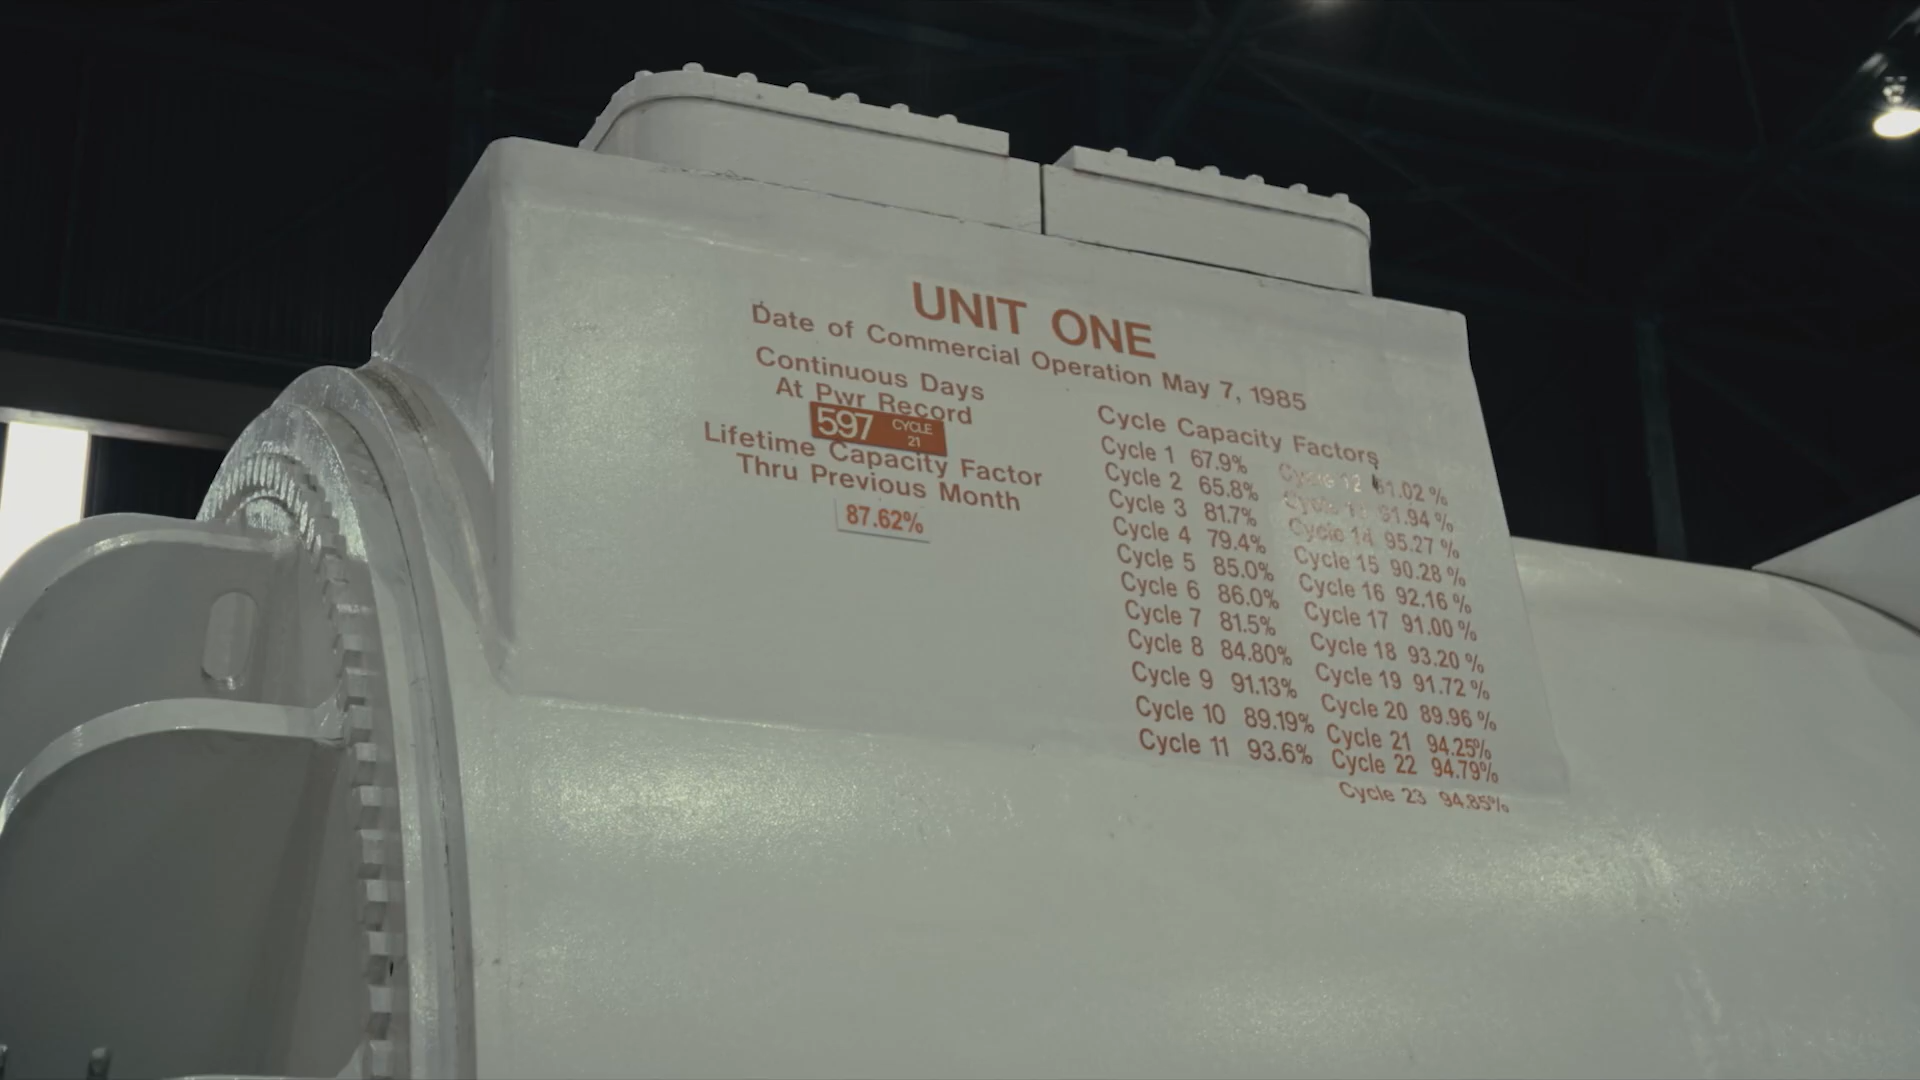 UNIT ONE
Date of Commercial Operation May 7, 1985
Continuous Days
At Pwr Record
597 CYCLE
21
Lifetime Capacity Factor
Thru Previous Month
87.62%
Cycle Capacity Factors
Cycle 1 67.9%
Cycle 2 65.8%
Cycle 3 81.7%
Cycle 4 79.4%
Cycle 5 85.0%
Cycle 6 86.0%
Cycle 7 81.5%
Cycle 8 84.80%
Cycle 9 91.13%
Cycle 10 89.19%
Cycle 11 93.6%
Cycle 12
Cycle
Cycle 14 95.27 %
Cycle 15 90.28 %
Cycle 16 92.16 %
Cycle 17 91.00 %
Cycle 18 93.20 %
Cycle 19 91.72 %
Cycle 20 89.96 %
Cycle 21 94.25%
Cycle 22 94.79%
Cycle 23 94.85%